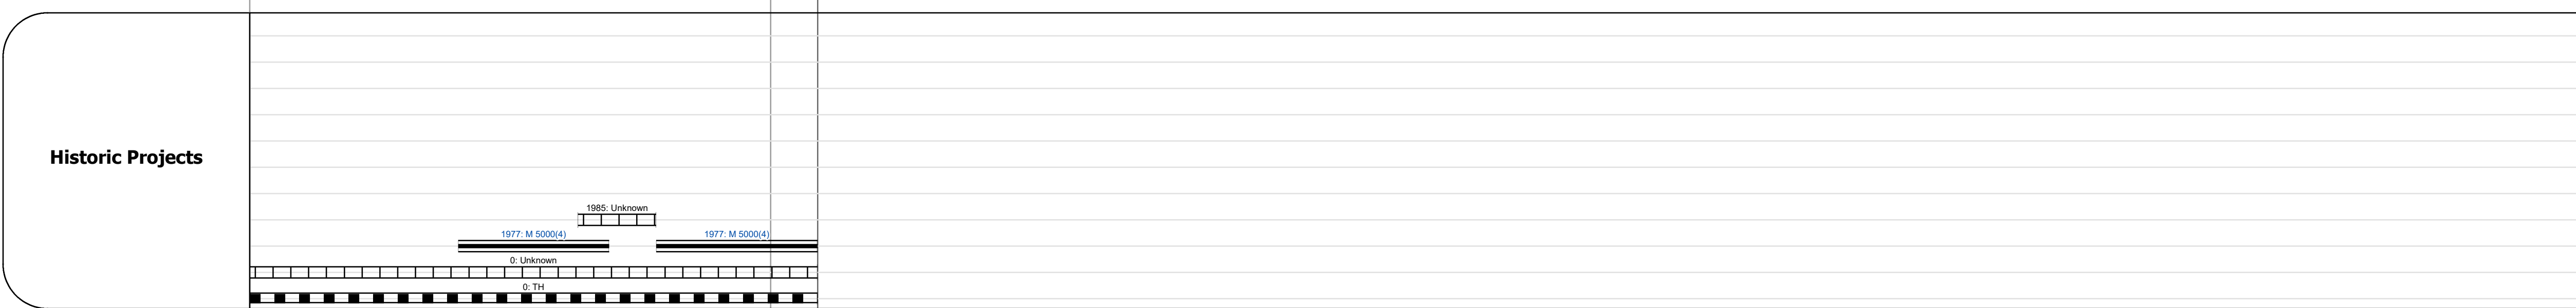 Historic Projects
1985: Unknown
1977: M 5000(4) 1977: M 5000(4)
0: Unknown
0: TH